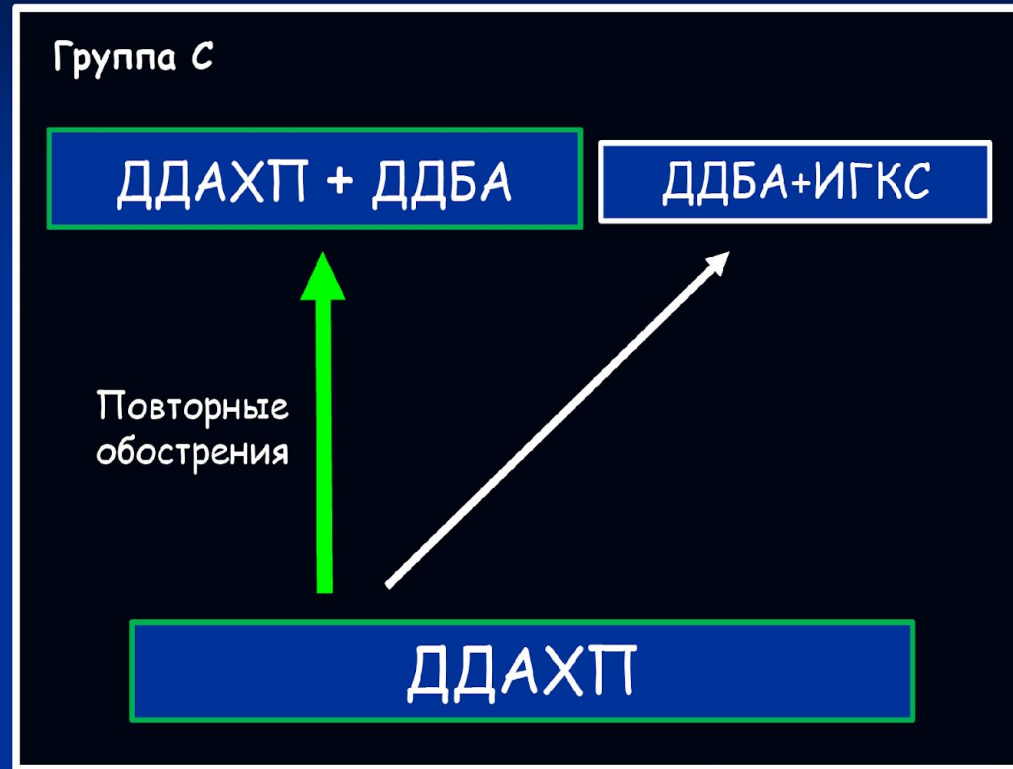 Группа С
ДДАХП + ДДБА
ДДБА+ИГКС
Повторные
обострения
ДДАХП